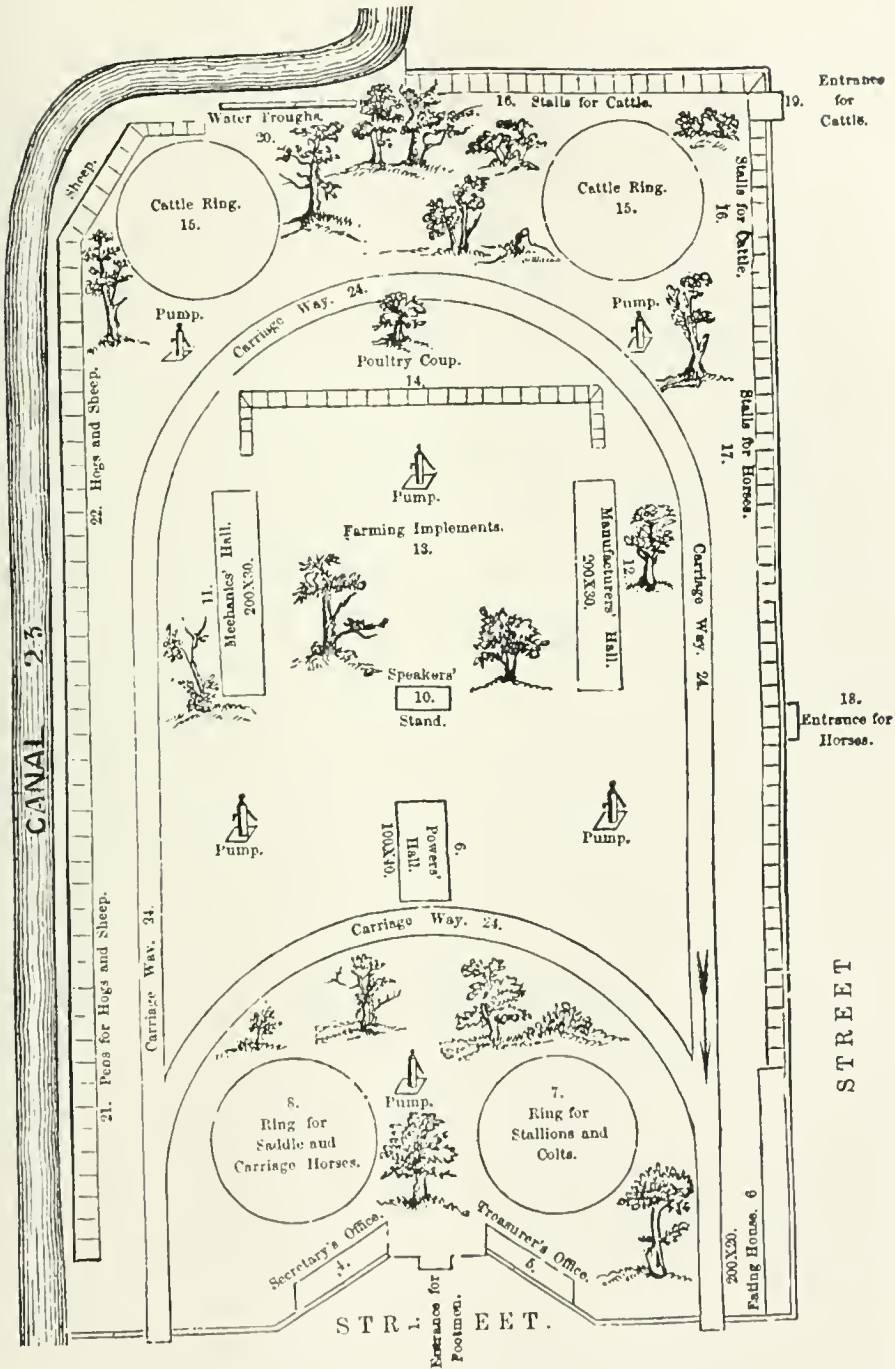 Entrance
for
Cattle.
19.
16. Stalls for Cattle.
Water Troughs.
20.
Sheep.
Cattle Ring.
15.
Cattle Ring.
15.
Stalls for Cattle.
16.
Pump.
Carriage Way. 24.
Pump.
Poultry Coup.
14.
22. Hogs and Sheep.
Stalls for Horses.
17.
Pump.
Farming Implements.
13.
11.
Mechanics' Hall.
200X30.
Manufacturers' Hall.
12.
200X30.
Carriage Way. 24.
Speakers'
10.
Stand.
18.
Entrance for
Horses.
CANAL 23
Pump.
Powers'
Hall.
100X40.
6.
Pump.
Carriage Way. 24.
Carriage Way. 24.
21. Pens for Hogs and Sheep.
STREET
8.
Ring for
Saddle and
Carriage Horses.
Pump.
7.
Ring for
Stallions and
Colts.
Secretary's Office.
4.
Treasurer's Office.
5.
200X20.
Eating House. 6
STREET.
1.
Entrance for
Footmen.